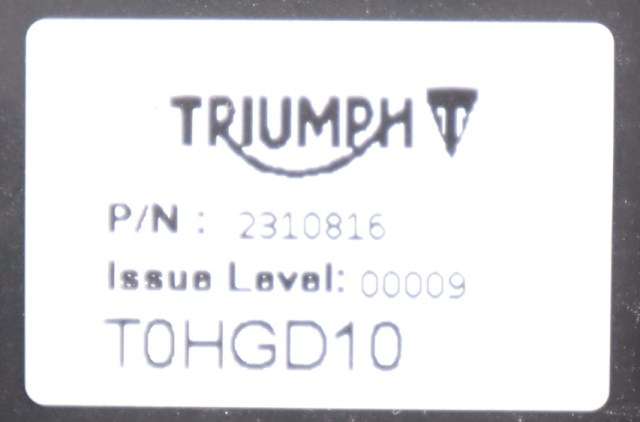 TRIUMPH T
P/N : 2310816
Issue Level: 00009
T0HGD10